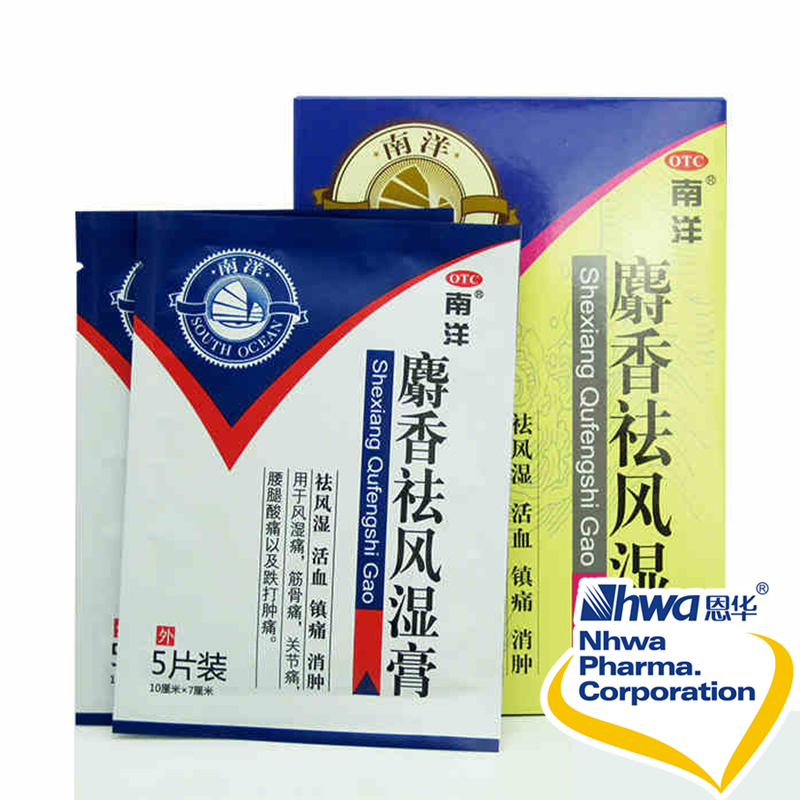 南洋
OTC
南洋®
麝香祛风湿
Shexiang Qufengshi Gao
祛风湿 活血 镇痛 消肿
南洋
SOUTH OCEAN
OTC
南洋®
麝香祛风湿膏
Shexiang Qufengshi Gao
祛风湿 活血 镇痛 消肿
用于风湿痛，筋骨痛，关节痛，
腰腿酸痛以及跌打肿痛。
外
5片装
10厘米×7厘米
Nhwa恩华®
Nhwa
Pharma.
Corporation